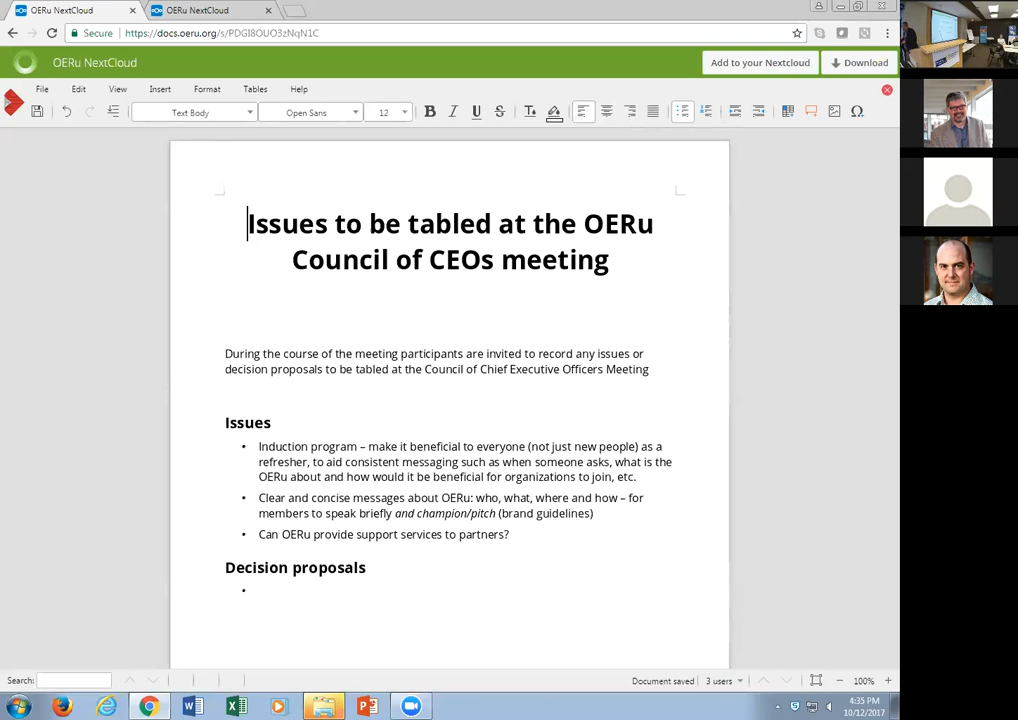 OERu NextCloud
OERu NextCloud
Secure
https://docs.oeru.org/s/PDGI8OUO3zNqN1C
OERu NextCloud
Add to your Nextcloud
Download
File Edit View Insert Format Tables Help
Text Body
Open Sans
12
Issues to be tabled at the OERu
Council of CEOs meeting
During the course of the meeting participants are invited to record any issues or
decision proposals to be tabled at the Council of Chief Executive Officers Meeting
Issues
• Induction program – make it beneficial to everyone (not just new people) as a
refresher, to aid consistent messaging such as when someone asks, what is the
OERu about and how would it be beneficial for organizations to join, etc.
• Clear and concise messages about OERu: who, what, where and how – for
members to speak briefly and champion/pitch (brand guidelines)
• Can OERu provide support services to partners?
Decision proposals
•
Search:
Document saved
3 users
100%
4:35 PM
10/12/2017